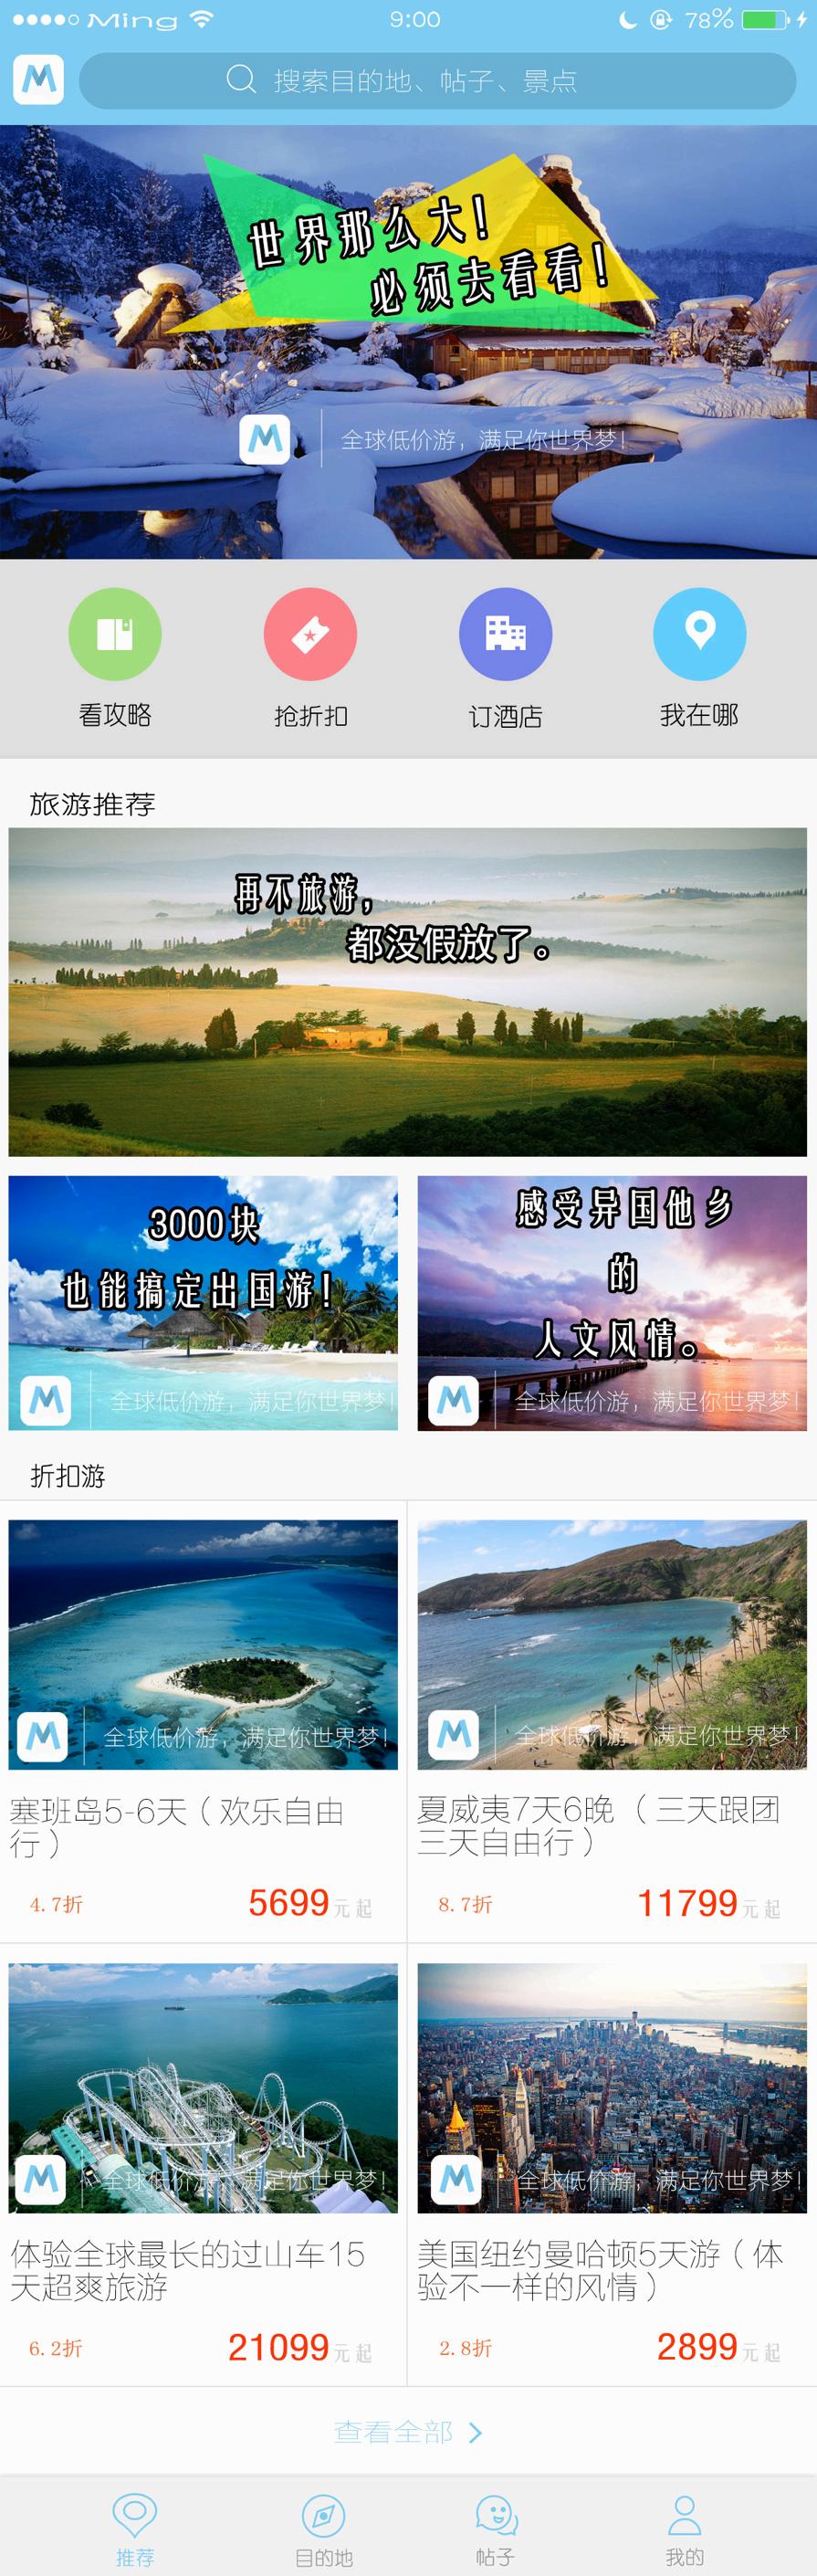 Ming 9:00 78%
搜索目的地、帖子、景点
世界那么大!
必须去看看!
全球低价游，满足你世界梦!
看攻略 抢折扣 订酒店 我在哪
旅游推荐
再不旅游，
都没假放了。
3000块
也能搞定出国游!
全球低价游，满足你世界梦!
感受异国他乡
的
人文风情。
全球低价游，满足你世界梦!
折扣游
全球低价游，满足你世界梦!
塞班岛5-6天（欢乐自由
行）
4.7折 5699元起
全球低价游，满足你世界梦!
夏威夷7天6晚（三天跟团
三天自由行）
8.7折 11799元起
全球低价游，满足你世界梦!
体验全球最长的过山车15
天超爽旅游
6.2折 21099元起
全球低价游，满足你世界梦!
美国纽约曼哈顿5天游（体
验不一样的风情）
2.8折 2899元起
查看全部
推荐 目的地 帖子 我的